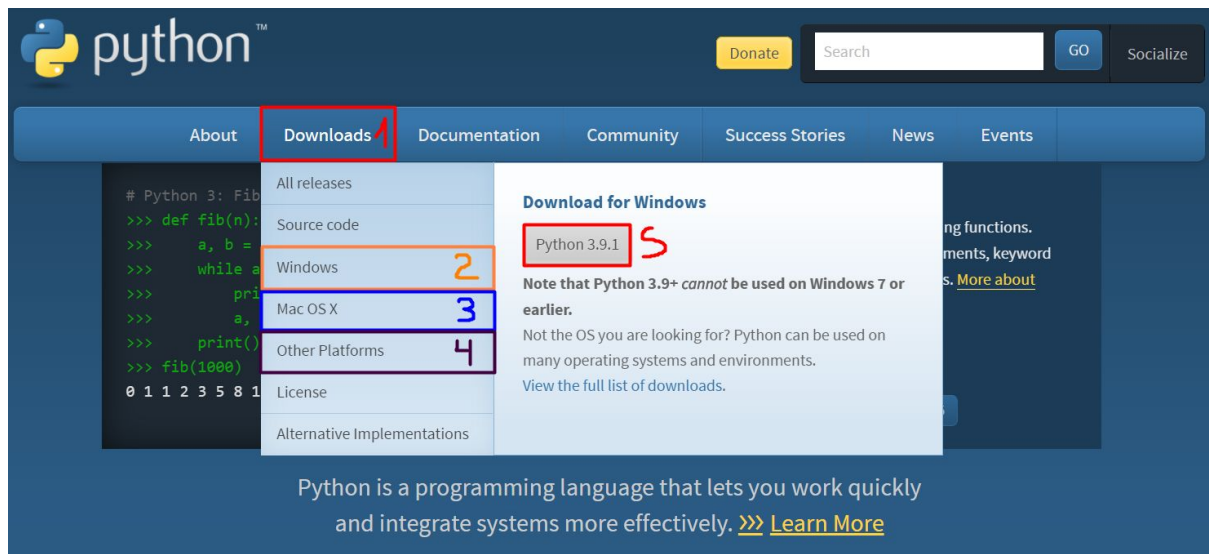 python™
Donate
Search
GO
Socialize
About
Downloads 1
Documentation
Community
Success Stories
News
Events
All releases
Source code
Windows 2
Mac OS X 3
Other Platforms 4
License
Alternative Implementations
Download for Windows
Python 3.9.1 5
Note that Python 3.9+ cannot be used on Windows 7 or
earlier.
Not the OS you are looking for? Python can be used on
many operating systems and environments.
View the full list of downloads.
# Python 3: Fib
>>> def fib(n):
>>> a, b =
>>> while a
>>> pri
>>> a,
>>> print()
>>> fib(1000)
0 1 1 2 3 5 8 1
ng functions.
ments, keyword
s. More about
Python is a programming language that lets you work quickly
and integrate systems more effectively. >>> Learn More